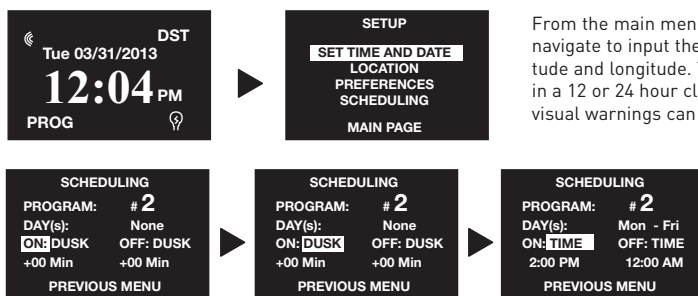 DST
Tue 03/31/2013
12:04 PM
PROG
SETUP
SET TIME AND DATE
LOCATION
PREFERENCES
SCHEDULING
MAIN PAGE
From the main men
navigate to input the
tude and longitude.
in a 12 or 24 hour cl
visual warnings can
SCHEDULING
PROGRAM: # 2
DAY(s): None
ON: DUSK OFF: DUSK
+00 Min +00 Min
PREVIOUS MENU
SCHEDULING
PROGRAM: # 2
DAY(s): None
ON: DUSK OFF: DUSK
+00 Min +00 Min
PREVIOUS MENU
SCHEDULING
PROGRAM: # 2
DAY(s): Mon - Fri
ON: TIME OFF: TIME
2:00 PM 12:00 AM
PREVIOUS MENU